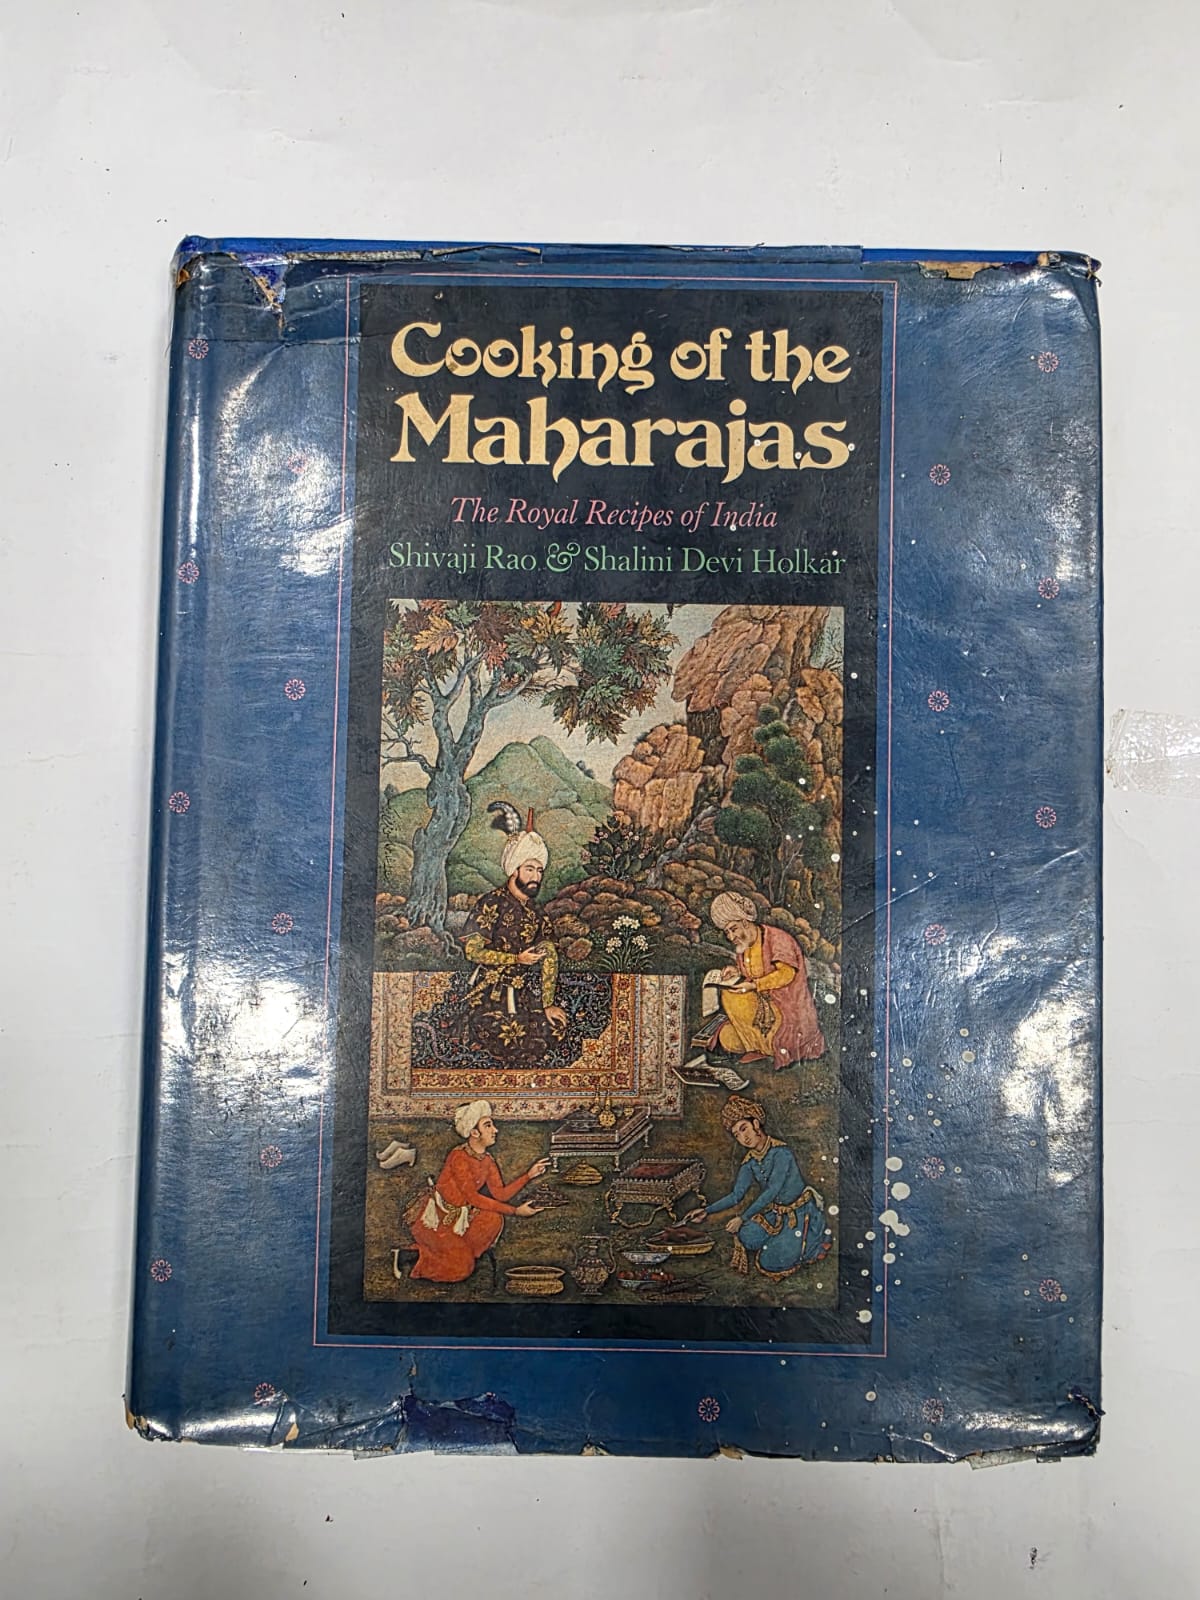 Cooking of the
Maharajas
The Royal Recipes of India
Shivaji Rao & Shalini Devi Holkar